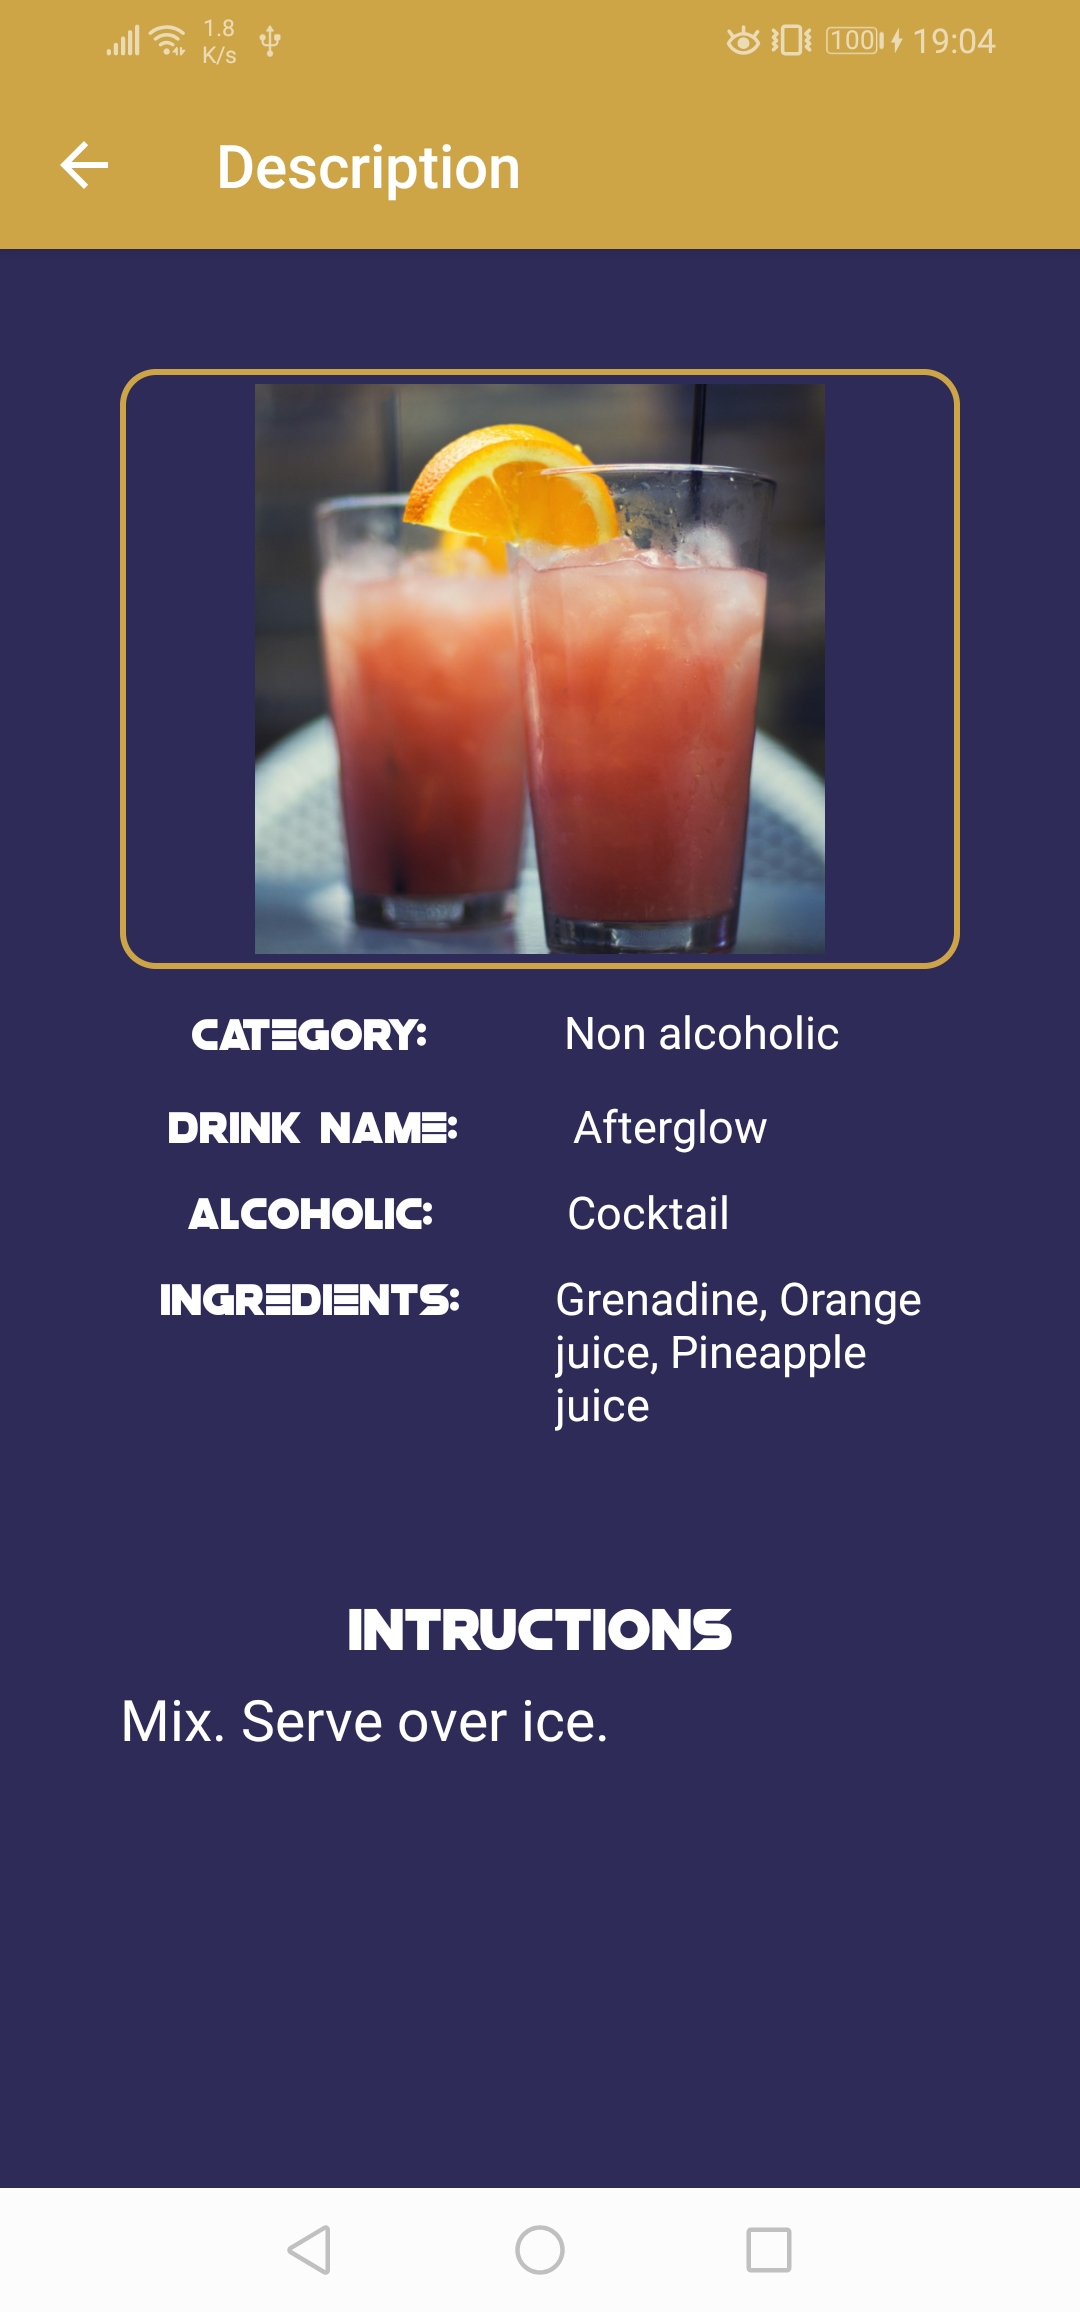 1.8
K/s
100
19:04
Description
CATEGORY: Non alcoholic
DRINK NAME: Afterglow
ALCOHOLIC: Cocktail
INGREDIENTS: Grenadine, Orange
juice, Pineapple
juice
INTRUCTIONS
Mix. Serve over ice.